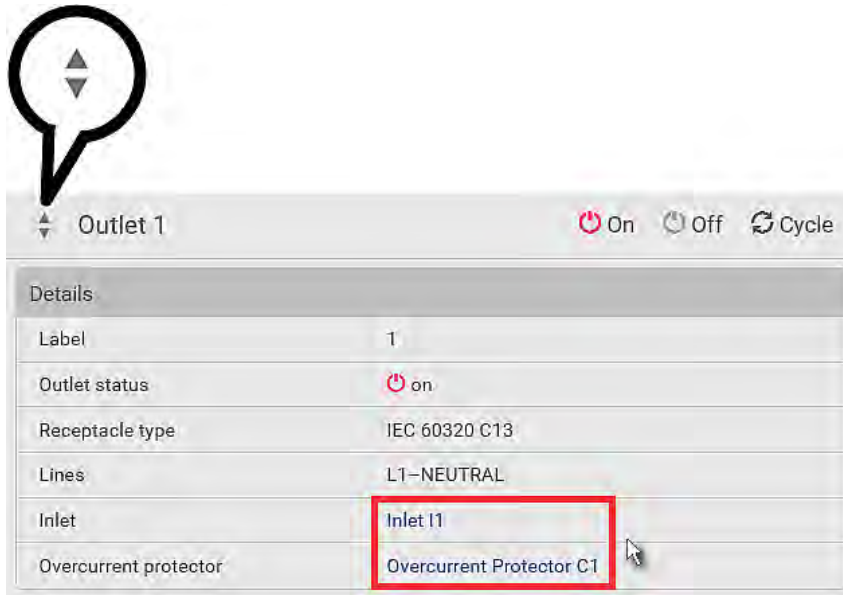 Outlet 1 On Off Cycle
Details
Label 1
Outlet status on
Receptacle type IEC 60320 C13
Lines L1–NEUTRAL
Inlet Inlet I1
Overcurrent protector Overcurrent Protector C1